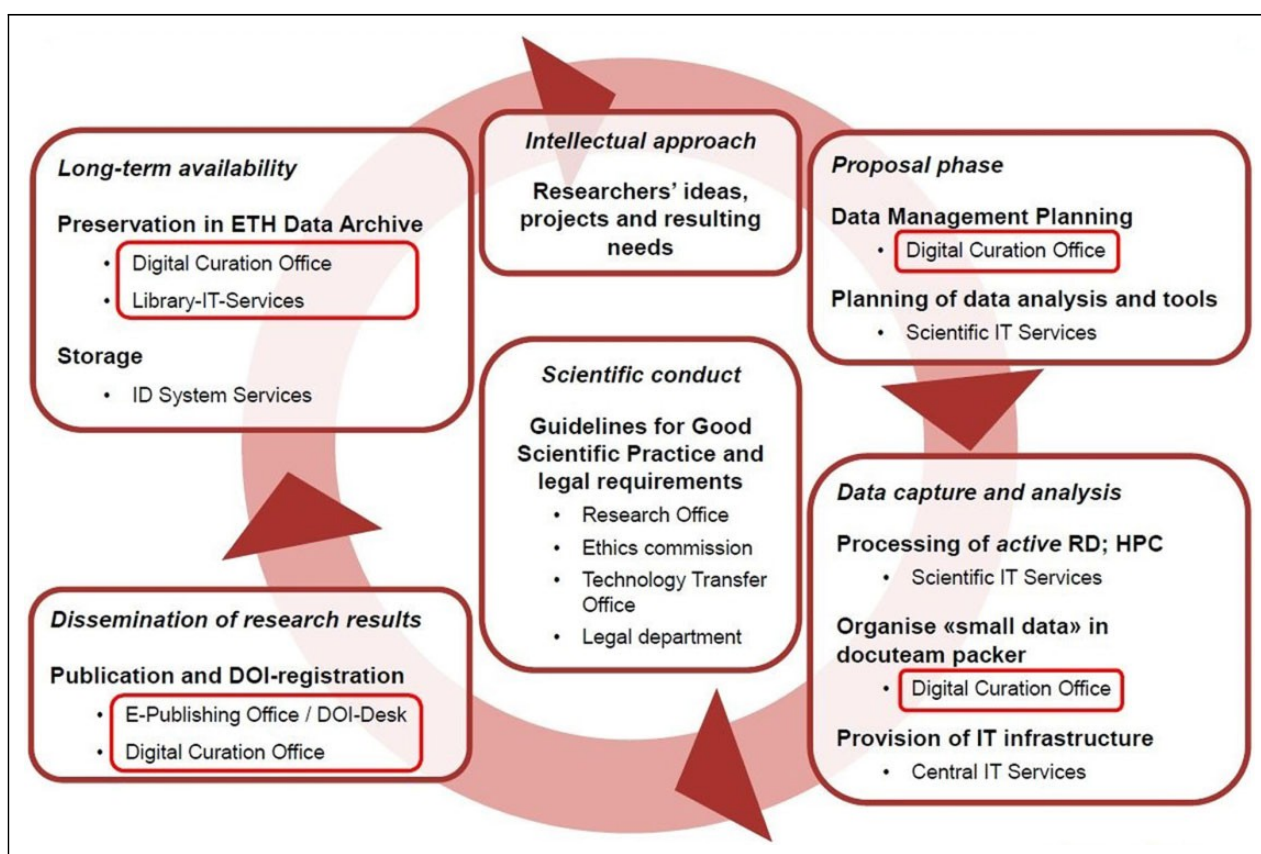 Intellectual approach
Researchers’ ideas,
projects and resulting
needs
Proposal phase
Data Management Planning
• Digital Curation Office
Planning of data analysis and tools
• Scientific IT Services
Data capture and analysis
Processing of active RD; HPC
• Scientific IT Services
Organise «small data» in
docuteam packer
• Digital Curation Office
Provision of IT infrastructure
• Central IT Services
Dissemination of research results
Publication and DOI-registration
• E-Publishing Office / DOI-Desk
• Digital Curation Office
Long-term availability
Preservation in ETH Data Archive
• Digital Curation Office
• Library-IT-Services
Storage
• ID System Services
Scientific conduct
Guidelines for Good
Scientific Practice and
legal requirements
• Research Office
• Ethics commission
• Technology Transfer
Office
• Legal department